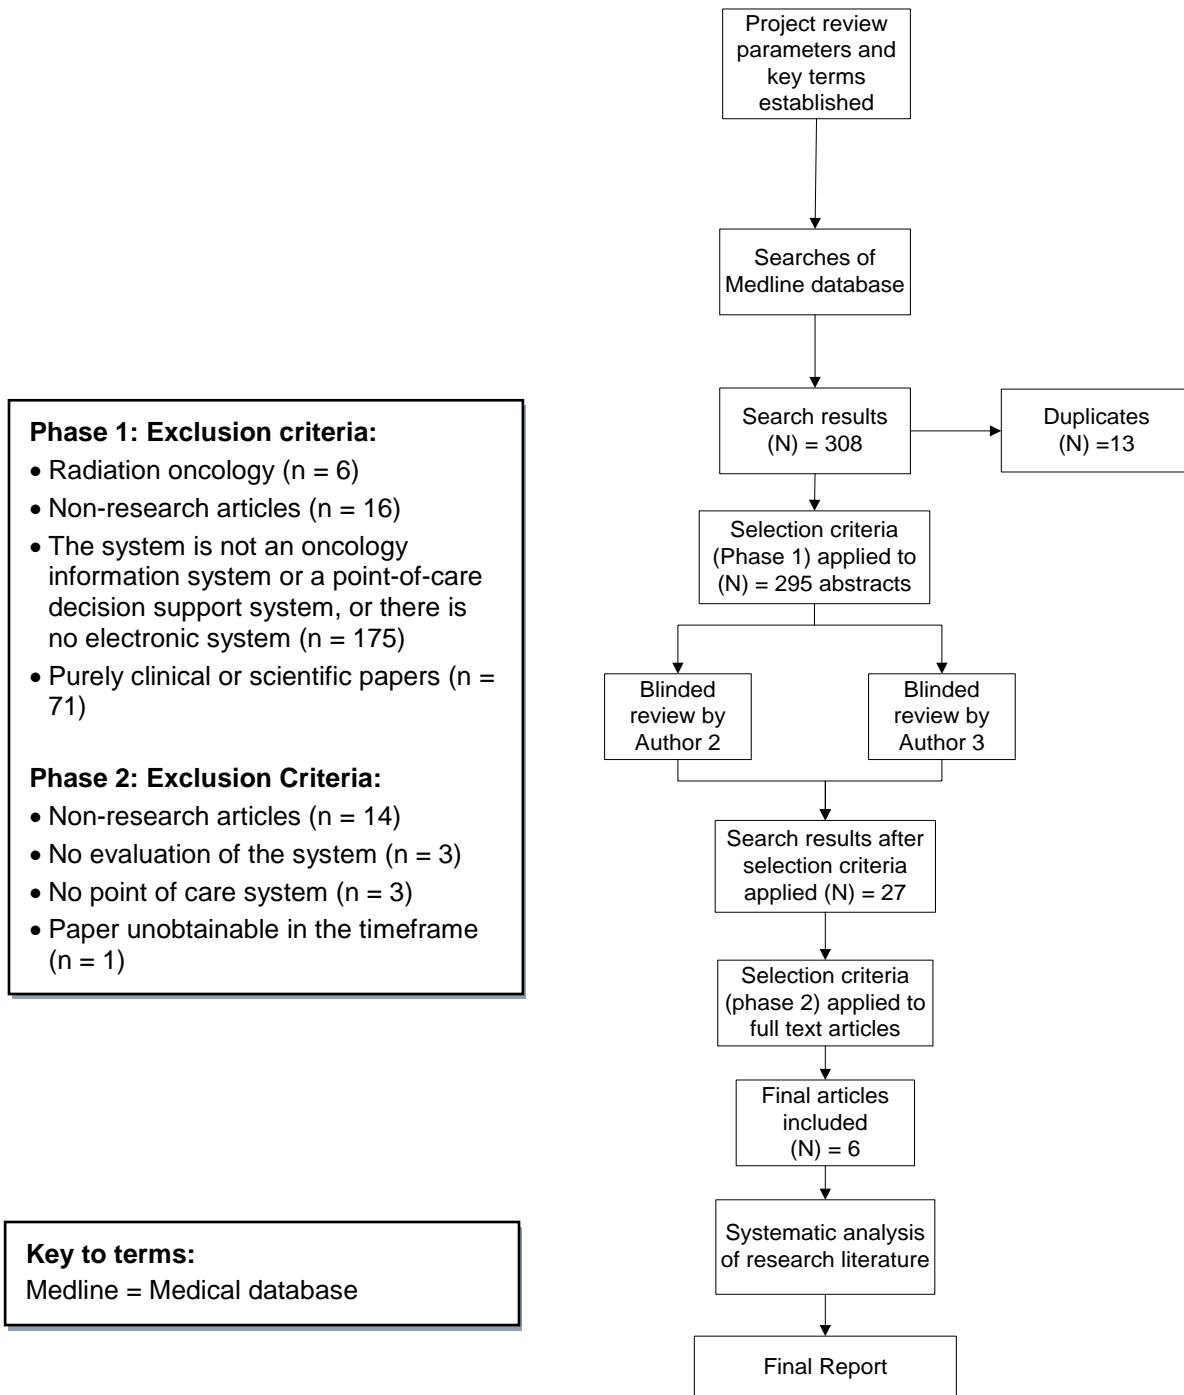 Project review
parameters and
key terms
established
Searches of
Medline database
Search results
(N) = 308
Duplicates
(N) =13
Selection criteria
(Phase 1) applied to
(N) = 295 abstracts
Blinded
review by
Author 2
Blinded
review by
Author 3
Search results after
selection criteria
applied (N) = 27
Selection criteria
(phase 2) applied to
full text articles
Final articles
included
(N) = 6
Systematic analysis
of research literature
Final Report
Phase 1: Exclusion criteria:
• Radiation oncology (n = 6)
• Non-research articles (n = 16)
• The system is not an oncology
information system or a point-of-care
decision support system, or there is
no electronic system (n = 175)
• Purely clinical or scientific papers (n =
71)
Phase 2: Exclusion Criteria:
• Non-research articles (n = 14)
• No evaluation of the system (n = 3)
• No point of care system (n = 3)
• Paper unobtainable in the timeframe
(n = 1)
Key to terms:
Medline = Medical database